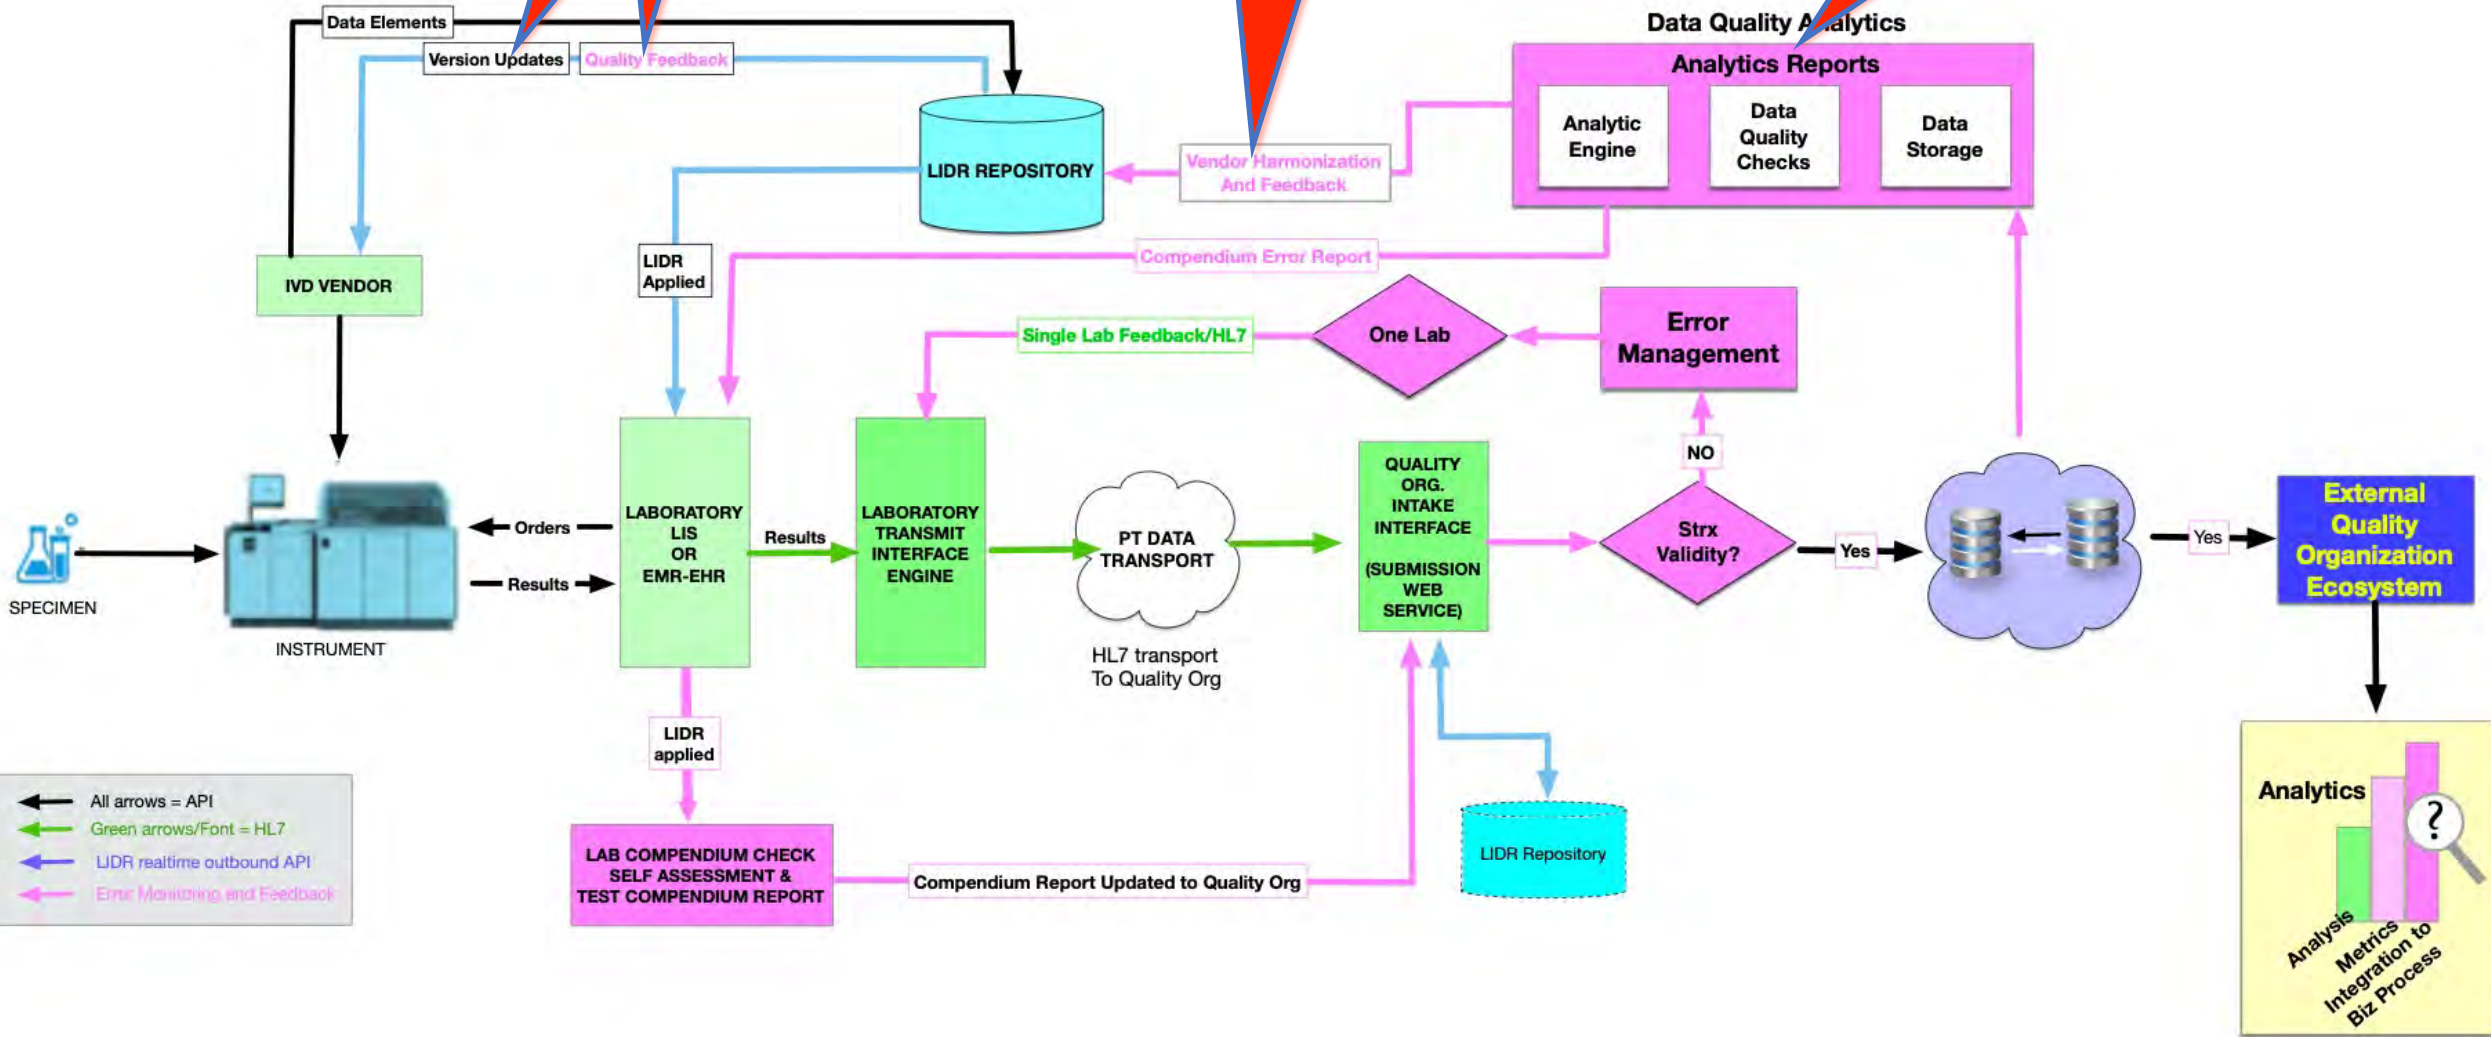 Data Elements
Version Updates
Quality Feedback
Data Quality Analytics
Analytics Reports
Analytic
Engine
Data
Quality
Checks
Data
Storage
LIDR REPOSITORY
Vendor Harmonization
And Feedback
IVD VENDOR
LIDR
Applied
Compendium Error Report
Single Lab Feedback/HL7
One Lab
Error
Management
NO
SPECIMEN
INSTRUMENT
Orders
Results
LABORATORY
LIS
OR
EMR-EHR
Results
LABORATORY
TRANSMIT
INTERFACE
ENGINE
PT DATA
TRANSPORT
HL7 transport
To Quality Org
QUALITY
ORG.
INTAKE
INTERFACE
(SUBMISSION
WEB
SERVICE)
Strx
Validity?
Yes
Yes
External
Quality
Organization
Ecosystem
LIDR
applied
LAB COMPENDIUM CHECK
SELF ASSESSMENT &
TEST COMPENDIUM REPORT
Compendium Report Updated to Quality Org
LIDR Repository
All arrows = API
Green arrows/Font = HL7
LIDR realtime outbound API
Error Monitoring and Feedback
Analytics
?
Analysis
Metrics
Integration to
Biz Process